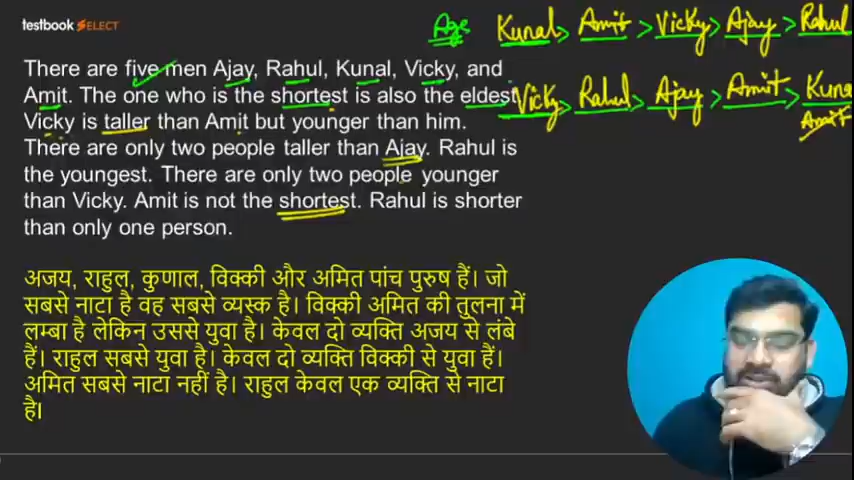 testbook SELECT
Age Kunal > Amit > Vicky > Ajay > Rahul
There are five men Ajay, Rahul, Kunal, Vicky, and
Amit. The one who is the shortest is also the eldest.
Vicky > Rahul > Ajay > Amit > Kuna
Amit
Vicky is taller than Amit but younger than him.
There are only two people taller than Ajay. Rahul is
the youngest. There are only two people younger
than Vicky. Amit is not the shortest. Rahul is shorter
than only one person.
अजय, राहुल, कुणाल, विक्की और अमित पांच पुरुष हैं। जो
सबसे नाटा है वह सबसे व्यस्क है। विक्की अमित की तुलना में
लम्बा है लेकिन उससे युवा है। केवल दो व्यक्ति अजय से लंबे
हैं। राहुल सबसे युवा है। केवल दो व्यक्ति विक्की से युवा हैं।
अमित सबसे नाटा नहीं है। राहुल केवल एक व्यक्ति से नाटा
है।